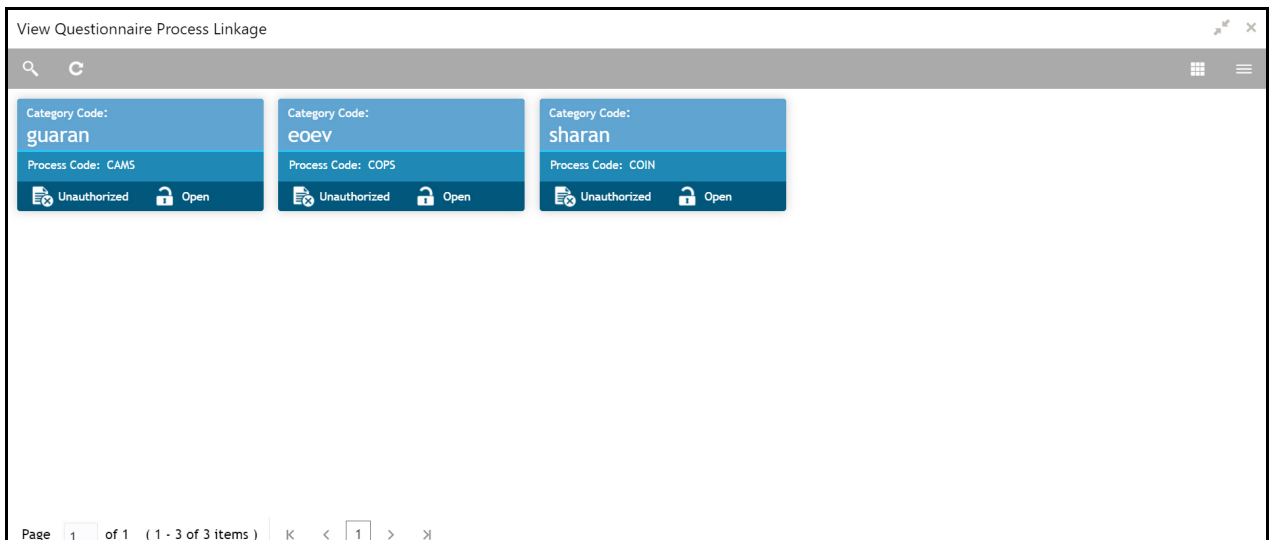 View Questionnaire Process Linkage
Category Code:
guaran
Process Code: CAMS
Unauthorized Open
Category Code:
eoev
Process Code: COPS
Unauthorized Open
Category Code:
sharan
Process Code: COIN
Unauthorized Open
Page 1 of 1 ( 1 - 3 of 3 items ) K < 1 > >|